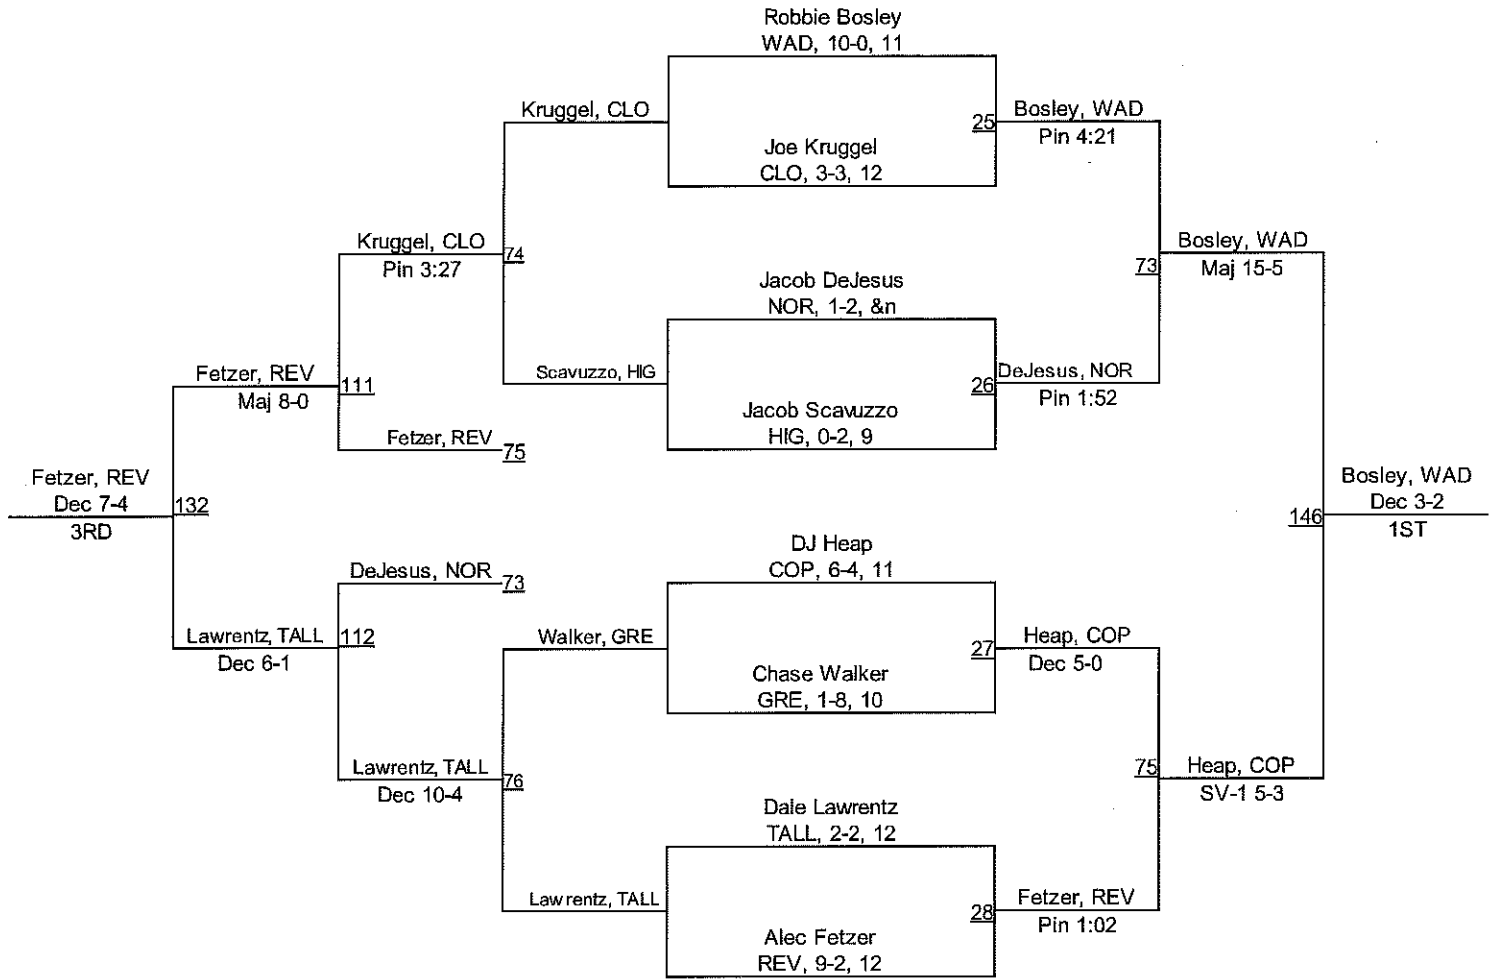 Robbie Bosley
WAD, 10-0, 11
Kruggel, CLO
25
Bosley, WAD
Pin 4:21
Joe Kruggel
CLO, 3-3, 12
Kruggel, CLO
Pin 3:27
74
Bosley, WAD
Maj 15-5
73
Jacob DeJesus
NOR, 1-2, &n
Fetzer, REV
Maj 8-0
111
Scavuzzo, HIG
26
DeJesus, NOR
Pin 1:52
Jacob Scavuzzo
HIG, 0-2, 9
Fetzer, REV
75
Fetzer, REV
Dec 7-4
3RD
132
146
Bosley, WAD
Dec 3-2
1ST
DJ Heap
COP, 6-4, 11
DeJesus, NOR
73
Lawrentz, TALL
Dec 6-1
112
Walker, GRE
27
Heap, COP
Dec 5-0
Chase Walker
GRE, 1-8, 10
Lawrentz, TALL
Dec 10-4
76
75
Heap, COP
SV-1 5-3
Dale Lawrentz
TALL, 2-2, 12
Lawrentz, TALL
28
Fetzer, REV
Pin 1:02
Alec Fetzer
REV, 9-2, 12